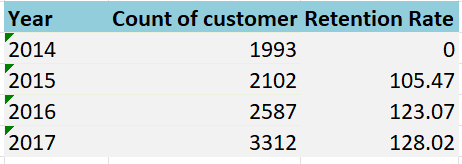 Year Count of customer Retention Rate
2014 1993 0
2015 2102 105.47
2016 2587 123.07
2017 3312 128.02